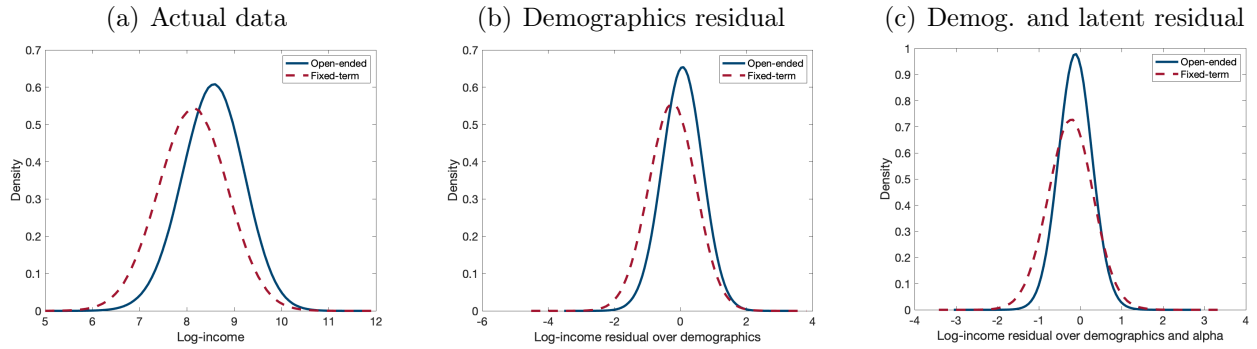 (a) Actual data
0.7
0.6
0.5
0.4
0.3
0.2
0.1
0
Density
Open-ended
Fixed-term
5 6 7 8 9 10 11 12
Log-income
(b) Demographics residual
0.7
0.6
0.5
0.4
0.3
0.2
0.1
0
Density
Open-ended
Fixed-term
-6 -4 -2 0 2 4
Log-income residual over demographics
(c) Demog. and latent residual
1
0.9
0.8
0.7
0.6
0.5
0.4
0.3
0.2
0.1
0
Density
Open-ended
Fixed-term
-4 -3 -2 -1 0 1 2 3 4
Log-income residual over demographics and alpha